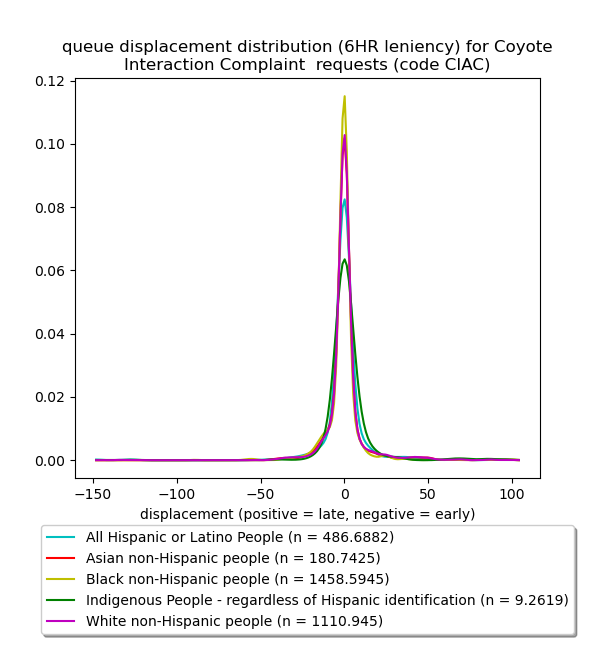 queue displacement distribution (6HR leniency) for Coyote
Interaction Complaint  requests (code CIAC)
0.12
0.10
0.08
0.06
0.04
0.02
0.00
−150
−100
−50
0
50
100
displacement (positive = late, negative = early)
All Hispanic or Latino People (n = 486.6882)
Asian non-Hispanic people (n = 180.7425)
Black non-Hispanic people (n = 1458.5945)
Indigenous People - regardless of Hispanic identification (n = 9.2619)
White non-Hispanic people (n = 1110.945)